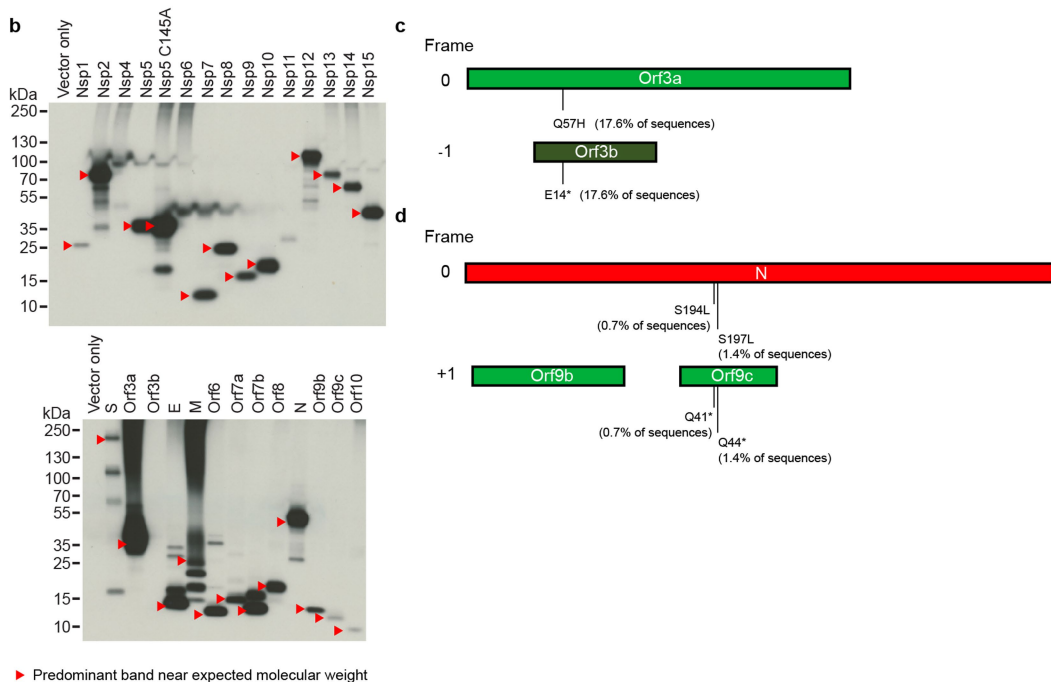 b
Vector only
Nsp1
Nsp2
Nsp4
Nsp5
Nsp5 C145A
Nsp6
Nsp7
Nsp8
Nsp9
Nsp10
Nsp11
Nsp12
Nsp13
Nsp14
Nsp15
kDa
250
130
100
70
55
35
25
15
10
Vector only
S
Orf3a
Orf3b
E
M
Orf6
Orf7a
Orf7b
Orf8
N
Orf9b
Orf9c
Orf10
kDa
250
130
100
70
55
35
25
15
10
Predominant band near expected molecular weight
c
Frame
0
Orf3a
Q57H (17.6% of sequences)
-1
Orf3b
E14* (17.6% of sequences)
d
Frame
0
N
S194L
(0.7% of sequences)
S197L
(1.4% of sequences)
+1
Orf9b
Orf9c
Q41*
(0.7% of sequences)
Q44*
(1.4% of sequences)